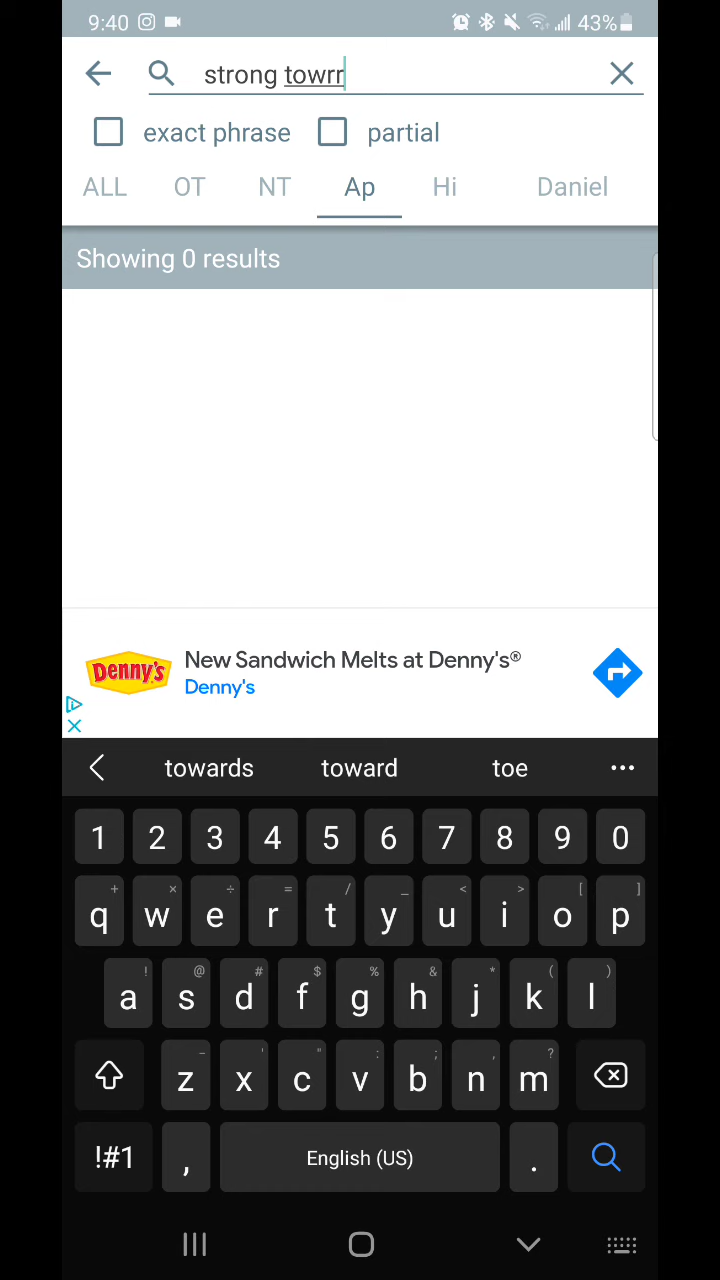 9:40 43%
strong towrr
exact phrase partial
ALL OT NT Ap Hi Daniel
Showing 0 results
Denny's
New Sandwich Melts at Denny's®
Denny's
towards toward toe ...
1 2 3 4 5 6 7 8 9 0
+ × ÷ = / _ < > [ ]
q w e r t y u i o p
! @ # $ % & * ( )
a s d f g h j k l
- ' " : ; , ?
z x c v b n m
!#1 , English (US) .